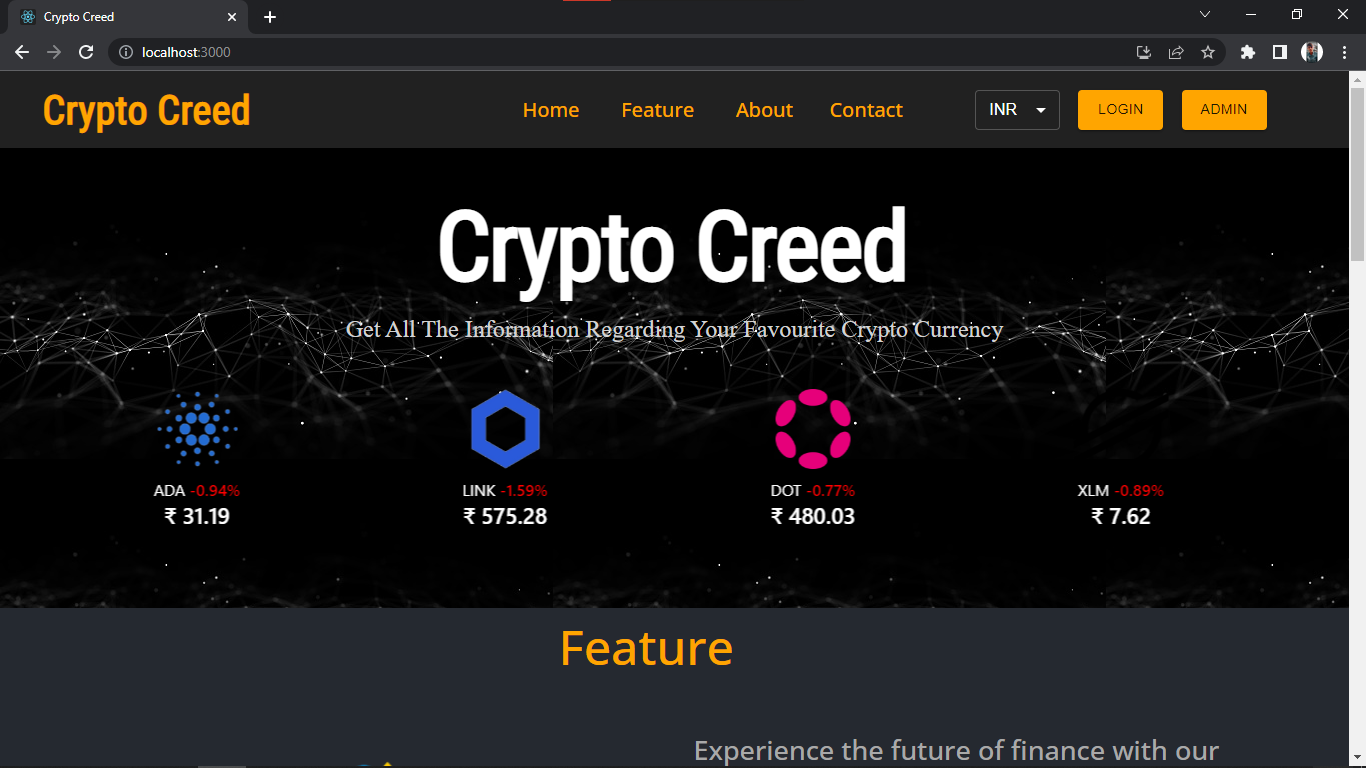 Crypto Creed
localhost:3000
Crypto Creed
Home Feature About Contact INR LOGIN ADMIN
Crypto Creed
Get All The Information Regarding Your Favourite Crypto Currency
ADA -0.94% LINK -1.59% DOT -0.77% XLM -0.89%
₹ 31.19 ₹ 575.28 ₹ 480.03 ₹ 7.62
Feature
Experience the future of finance with our